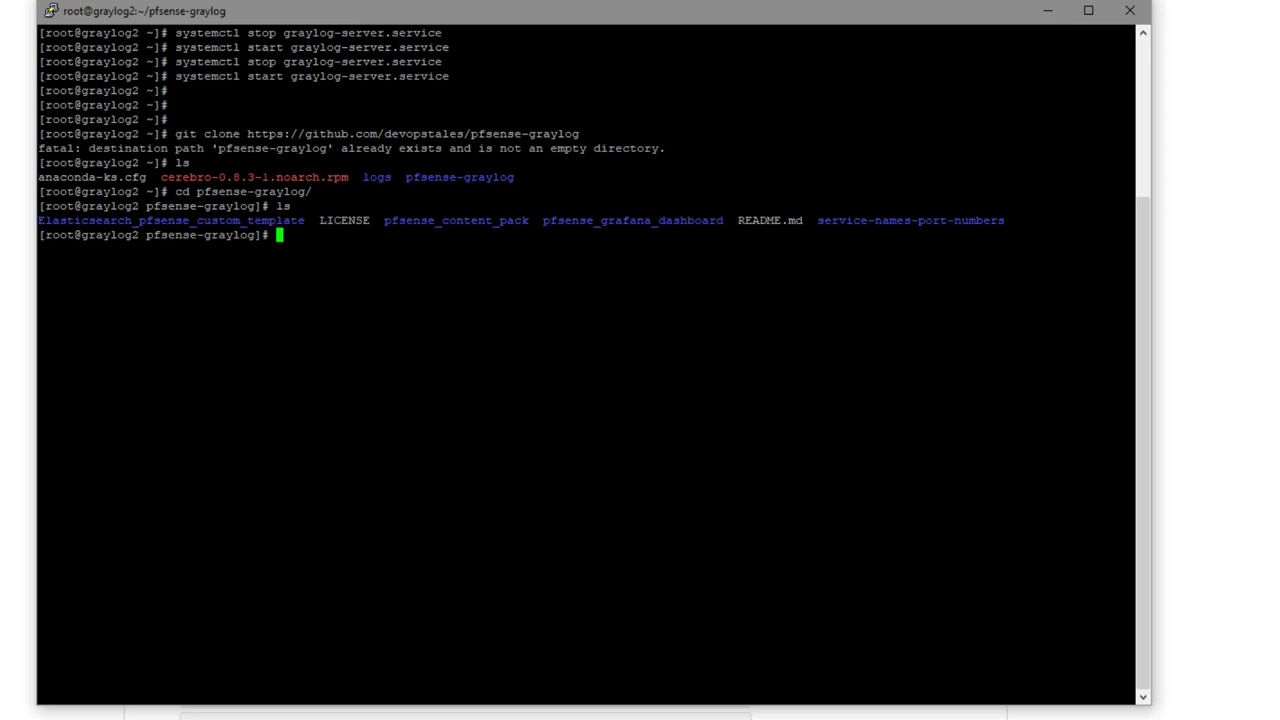 root@graylog2:~/pfsense-graylog
[root@graylog2 ~]# systemctl stop graylog-server.service
[root@graylog2 ~]# systemctl start graylog-server.service
[root@graylog2 ~]# systemctl stop graylog-server.service
[root@graylog2 ~]# systemctl start graylog-server.service
[root@graylog2 ~]#
[root@graylog2 ~]#
[root@graylog2 ~]#
[root@graylog2 ~]# git clone https://github.com/devopstales/pfsense-graylog
fatal: destination path 'pfsense-graylog' already exists and is not an empty directory.
[root@graylog2 ~]# ls
anaconda-ks.cfg  cerebro-0.8.3-1.noarch.rpm  logs  pfsense-graylog
[root@graylog2 ~]# cd pfsense-graylog/
[root@graylog2 pfsense-graylog]# ls
Elasticsearch_pfsense_custom_template  LICENSE  pfsense_content_pack  pfsense_grafana_dashboard  README.md  service-names-port-numbers
[root@graylog2 pfsense-graylog]#